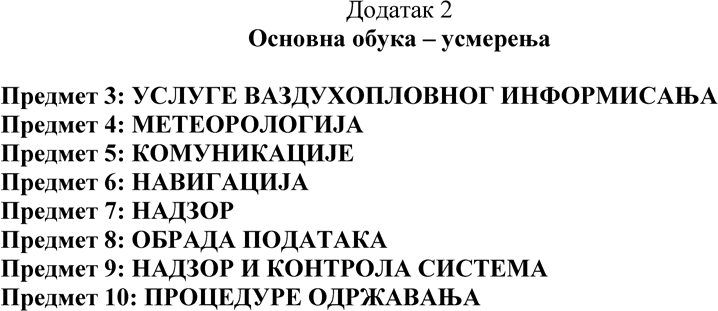 Додатак 2
Основна обука – усмерења
Предмет 3: УСЛУГЕ ВАЗДУХОПЛОВНОГ ИНФОРМИСАЊА
Предмет 4: МЕТЕОРОЛОГИЈА
Предмет 5: КОМУНИКАЦИЈЕ
Предмет 6: НАВИГАЦИЈА
Предмет 7: НАДЗОР
Предмет 8: ОБРАДА ПОДАТАКА
Предмет 9: НАДЗОР И КОНТРОЛА СИСТЕМА
Предмет 10: ПРОЦЕДУРЕ ОДРЖАВАЊА